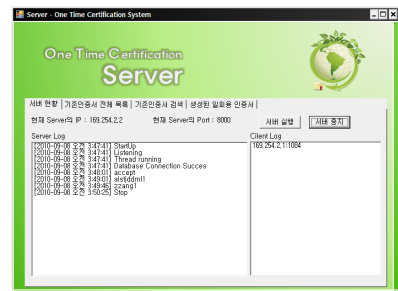 Server - One Time Certification System
One Time Certification
Server
서버 현황 | 기존인증서 전체 목록 | 기존인증서 검색 | 생성된 일회용 인증서
현재 Server의 IP : 169.254.2.2 현재 Server의 Port : 8000 서버 실행 서버 중지
Server Log Client Log
[2010-09-08 오전 3:47:41] StartUp
[2010-09-08 오전 3:47:41] Listening
[2010-09-08 오전 3:47:41] Thread running
[2010-09-08 오전 3:47:41] Database Connection Succes
[2010-09-08 오전 3:48:01] accept
[2010-09-08 오전 3:49:01] alstjddml1
[2010-09-08 오전 3:49:46] zzang1
[2010-09-08 오전 3:50:25] Stop
169.254.2.1:1084